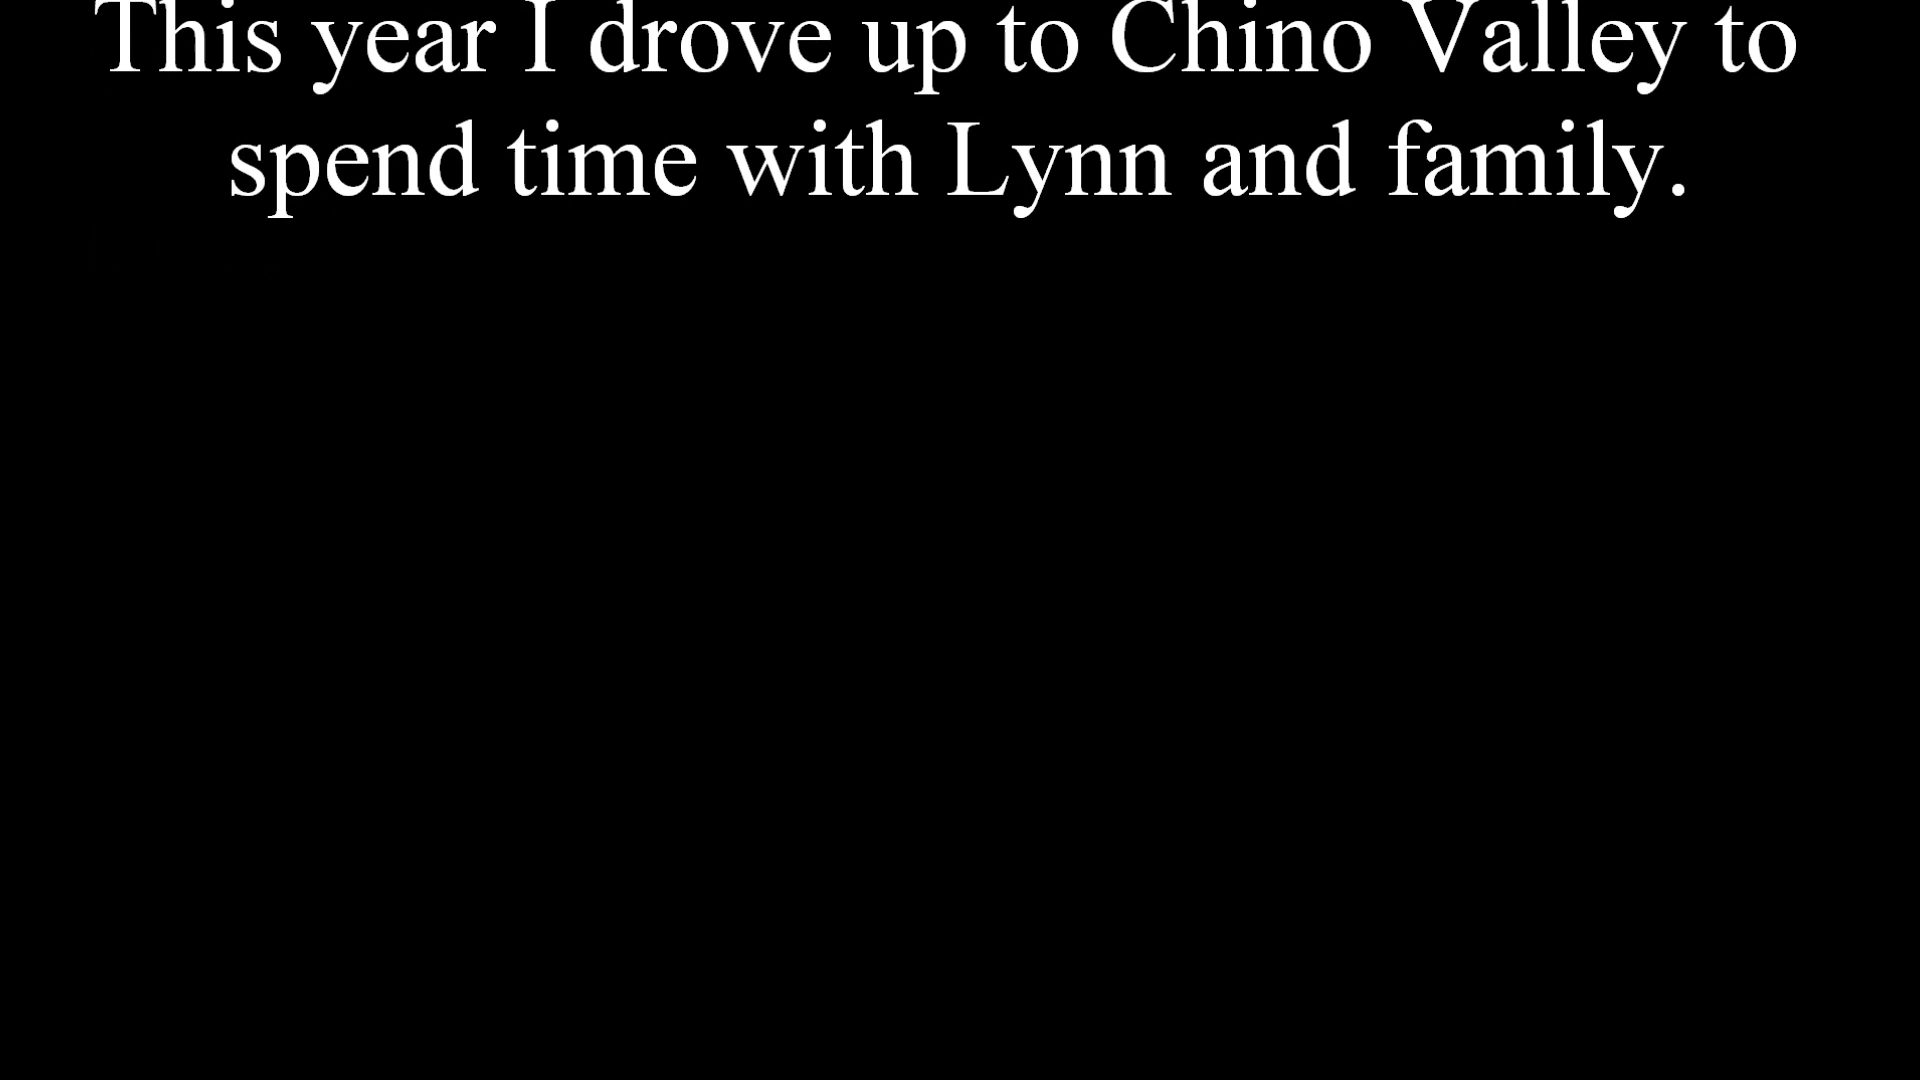 This year I drove up to Chino Valley to
spend time with Lynn and family.